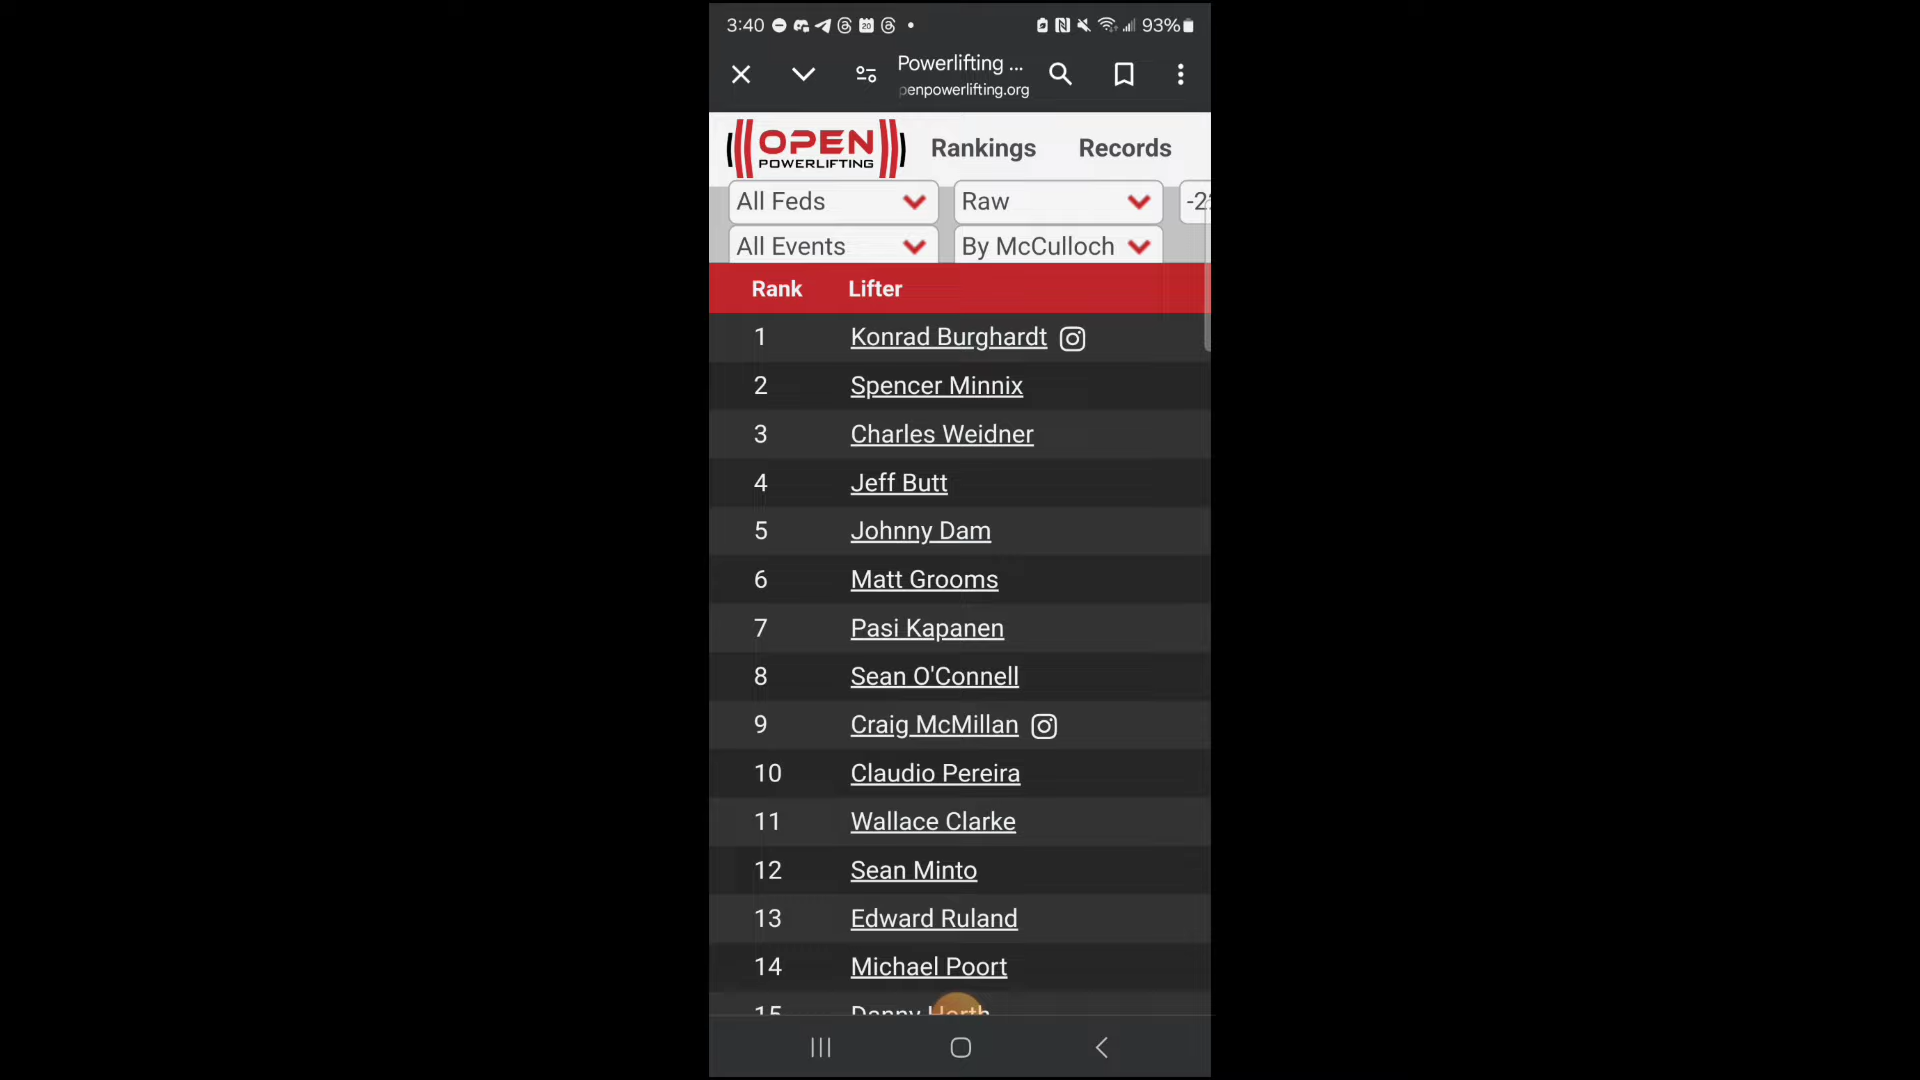 3:40 93%
Powerlifting ...
penpowerlifting.org
OPEN
POWERLIFTING
Rankings Records
All Feds Raw
All Events By McCulloch
Rank Lifter
1 Konrad Burghardt
2 Spencer Minnix
3 Charles Weidner
4 Jeff Butt
5 Johnny Dam
6 Matt Grooms
7 Pasi Kapanen
8 Sean O'Connell
9 Craig McMillan
10 Claudio Pereira
11 Wallace Clarke
12 Sean Minto
13 Edward Ruland
14 Michael Poort
15 Danny